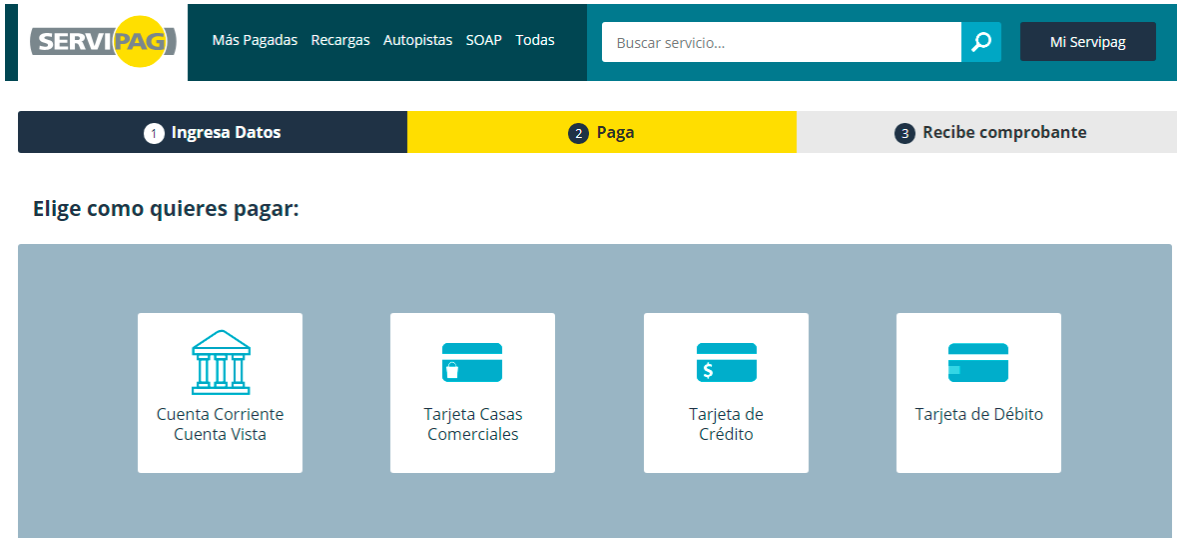 SERVIPAG
Más Pagadas Recargas Autopistas SOAP Todas
Buscar servicio...
Mi Servipag
1 Ingresa Datos
2 Paga
3 Recibe comprobante
Elige como quieres pagar:
Cuenta Corriente
Cuenta Vista
Tarjeta Casas
Comerciales
$
Tarjeta de
Crédito
Tarjeta de Débito